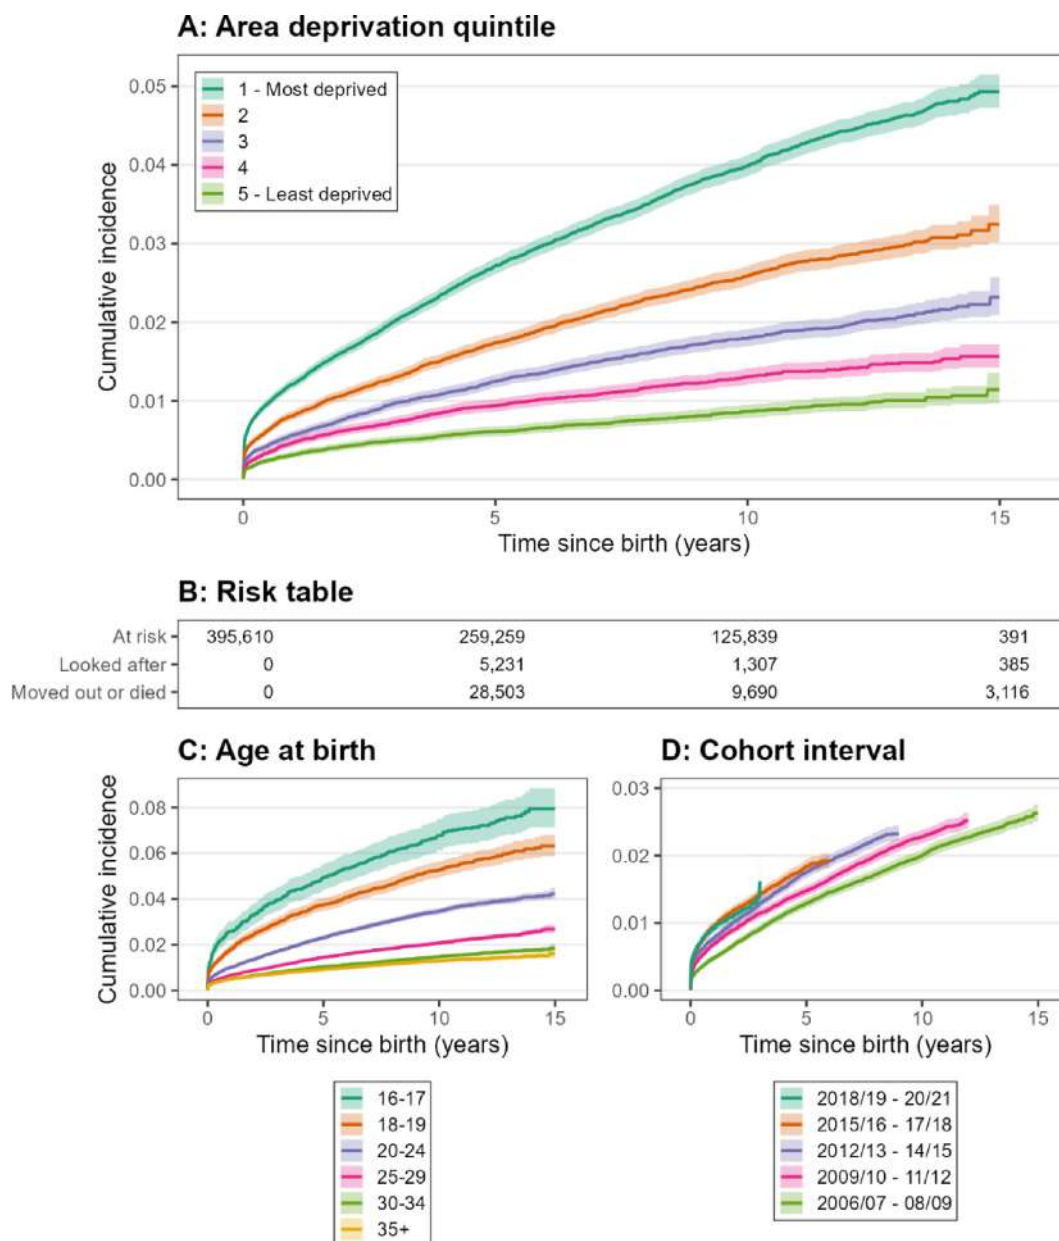 A: Area deprivation quintile
Cumulative incidence
0.05
0.04
0.03
0.02
0.01
0.00
1 - Most deprived
2
3
4
5 - Least deprived
0 5 10 15
Time since birth (years)
B: Risk table
At risk 395,610 259,259 125,839 391
Looked after 0 5,231 1,307 385
Moved out or died 0 28,503 9,690 3,116
C: Age at birth
Cumulative incidence
0.08
0.06
0.04
0.02
0.00
0 5 10 15
Time since birth (years)
16-17
18-19
20-24
25-29
30-34
35+
D: Cohort interval
0.03
0.02
0.01
0.00
0 5 10 15
Time since birth (years)
2018/19 - 20/21
2015/16 - 17/18
2012/13 - 14/15
2009/10 - 11/12
2006/07 - 08/09